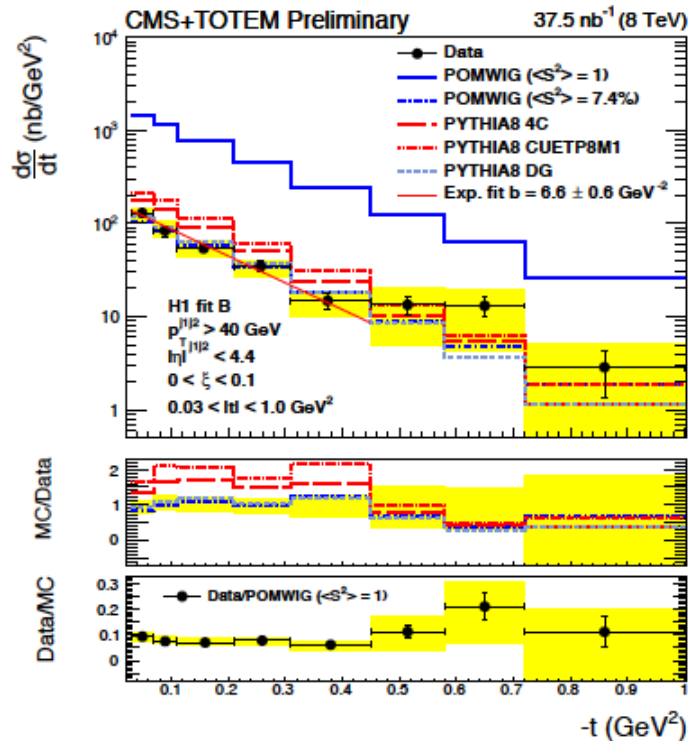 CMS+TOTEM Preliminary 37.5 nb⁻¹ (8 TeV)
dσ/dt (nb/GeV²)
10⁴
10³
10²
10
1
Data
POMWIG (<S²> = 1)
POMWIG (<S²> = 7.4%)
PYTHIA8 4C
PYTHIA8 CUETP8M1
PYTHIA8 DG
Exp. fit b = 6.6 ± 0.6 GeV⁻²
H1 fit B
p_T^j1j2 > 40 GeV
|η|^j1j2 < 4.4
0 < ξ < 0.1
0.03 < |t| < 1.0 GeV²
MC/Data
2
1
0
Data/MC
0.3
0.2
0.1
0
Data/POMWIG (<S²> = 1)
0.1 0.2 0.3 0.4 0.5 0.6 0.7 0.8 0.9 1
-t (GeV²)